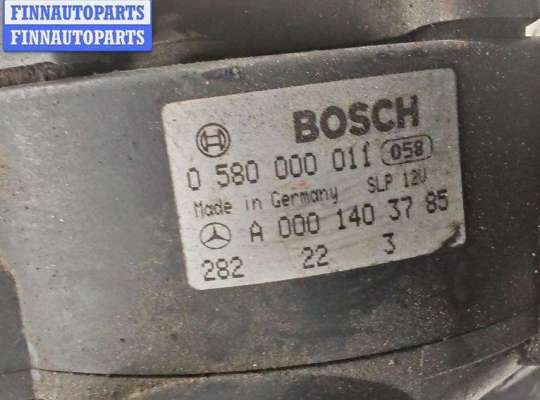 FINNAUTOPARTS
FINNAUTOPARTS
BOSCH
0 580 000 011 058
Made in Germany SLP 12V
A 000 140 37 85
282 22 3